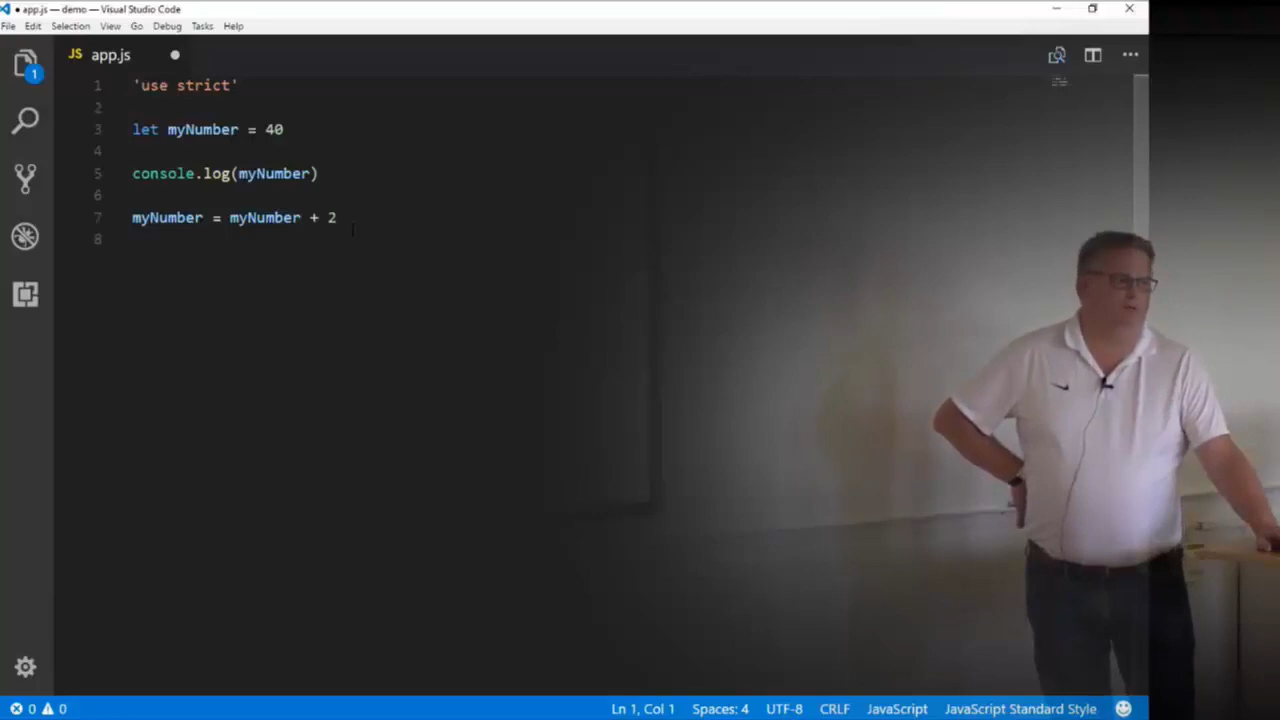 app.js — demo — Visual Studio Code
File Edit Selection View Go Debug Tasks Help
JS app.js
1 'use strict'
2
3 let myNumber = 40
4
5 console.log(myNumber)
6
7 myNumber = myNumber + 2
8
1
0 0 Ln 1, Col 1 Spaces: 4 UTF-8 CRLF JavaScript JavaScript Standard Style